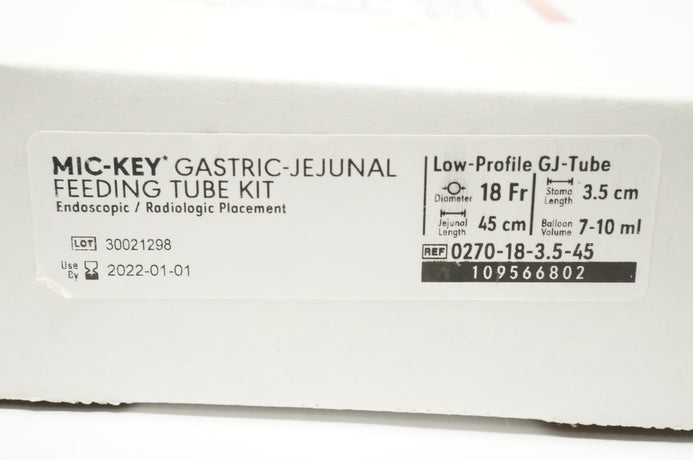 MIC-KEY* GASTRIC-JEJUNAL
FEEDING TUBE KIT
Endoscopic / Radiologic Placement
LOT 30021298
Use By 2022-01-01
Low-Profile GJ-Tube
Diameter 18 Fr
Stoma Length 3.5 cm
Jejunal Length 45 cm
Balloon Volume 7-10 ml
REF 0270-18-3.5-45
109566802